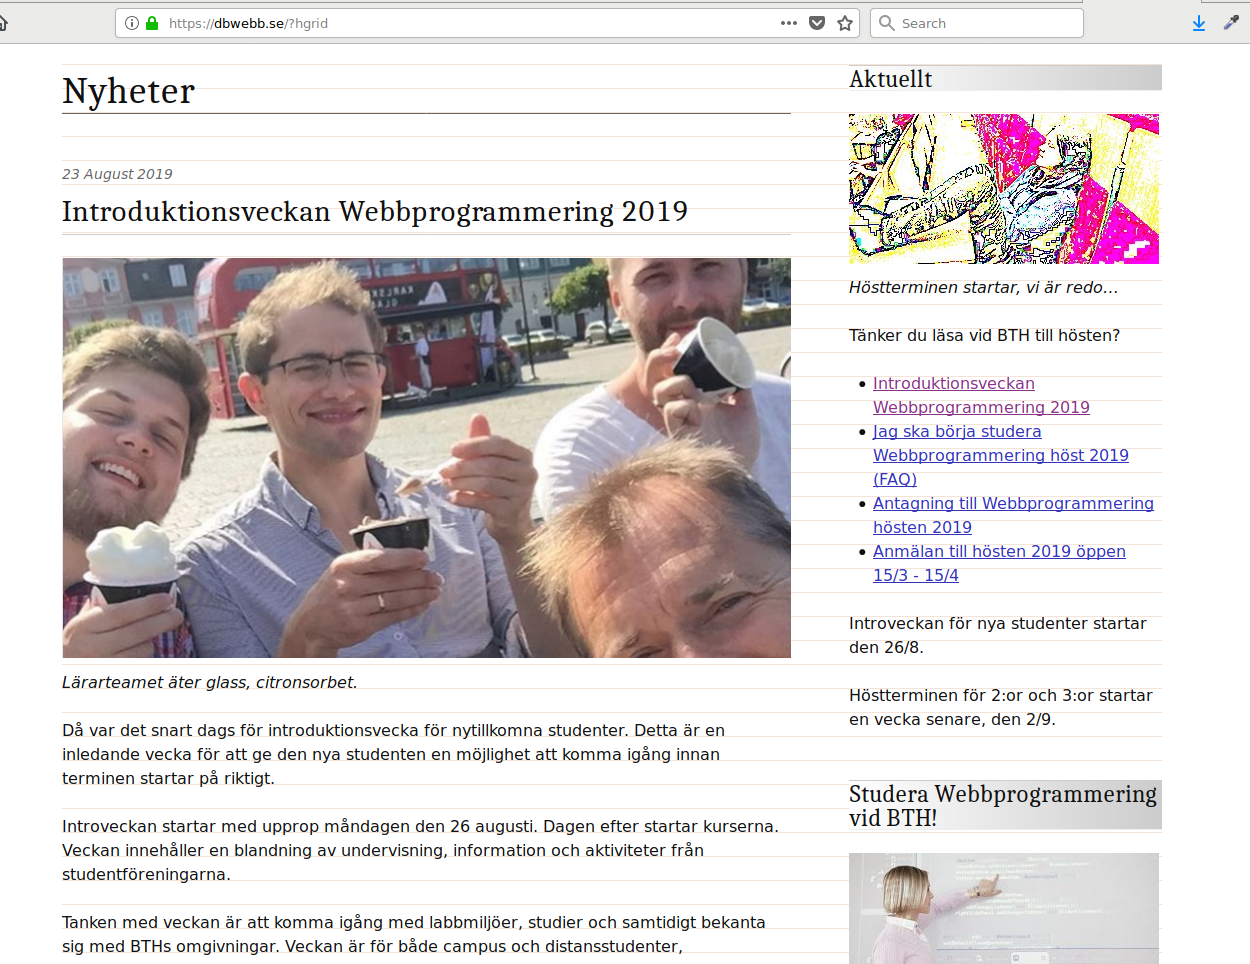 https://dbwebb.se/?hgrid
Search
Nyheter
23 August 2019
Introduktionsveckan Webbprogrammering 2019
Lärarteamet äter glass, citronsorbet.
Då var det snart dags för introduktionsvecka för nytillkomna studenter. Detta är en
inledande vecka för att ge den nya studenten en möjlighet att komma igång innan
terminen startar på riktigt.
Introveckan startar med upprop måndagen den 26 augusti. Dagen efter startar kurserna.
Veckan innehåller en blandning av undervisning, information och aktiviteter från
studentföreningarna.
Tanken med veckan är att komma igång med labbmiljöer, studier och samtidigt bekanta
sig med BTHs omgivningar. Veckan är för både campus och distansstudenter,
Aktuellt
Höstterminen startar, vi är redo...
Tänker du läsa vid BTH till hösten?
Introduktionsveckan
Webbprogrammering 2019
Jag ska börja studera
Webbprogrammering höst 2019
(FAQ)
Antagning till Webbprogrammering
hösten 2019
Anmälan till hösten 2019 öppen
15/3 - 15/4
Introveckan för nya studenter startar
den 26/8.
Höstterminen för 2:or och 3:or startar
en vecka senare, den 2/9.
Studera Webbprogrammering
vid BTH!